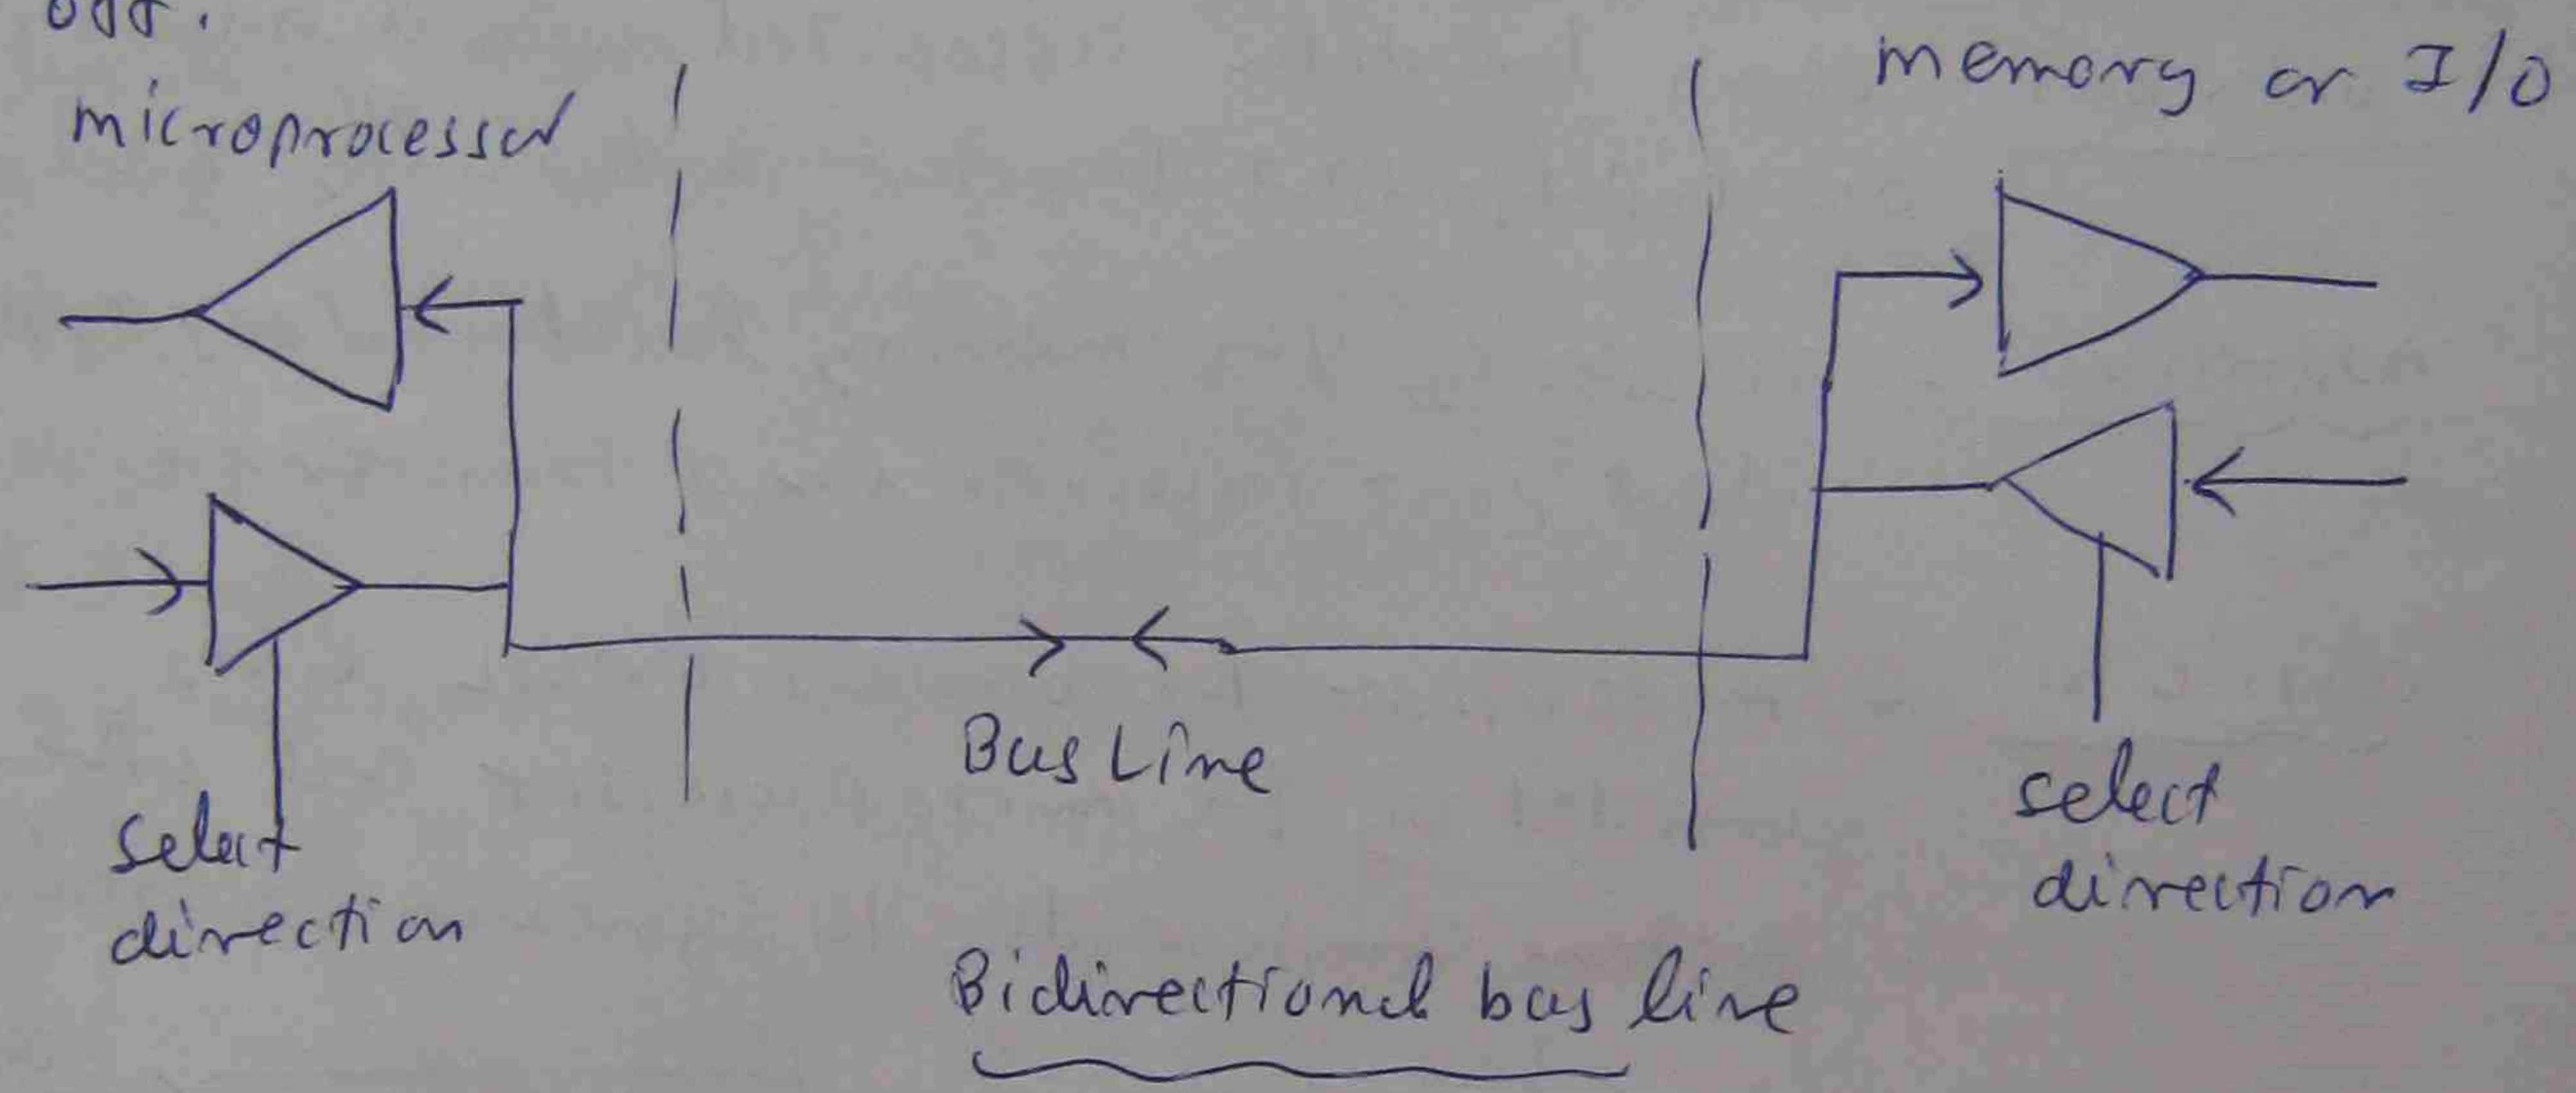 microprocessor
memory or I/O
Bus Line
select
direction
select
direction
Bidirectional bus line